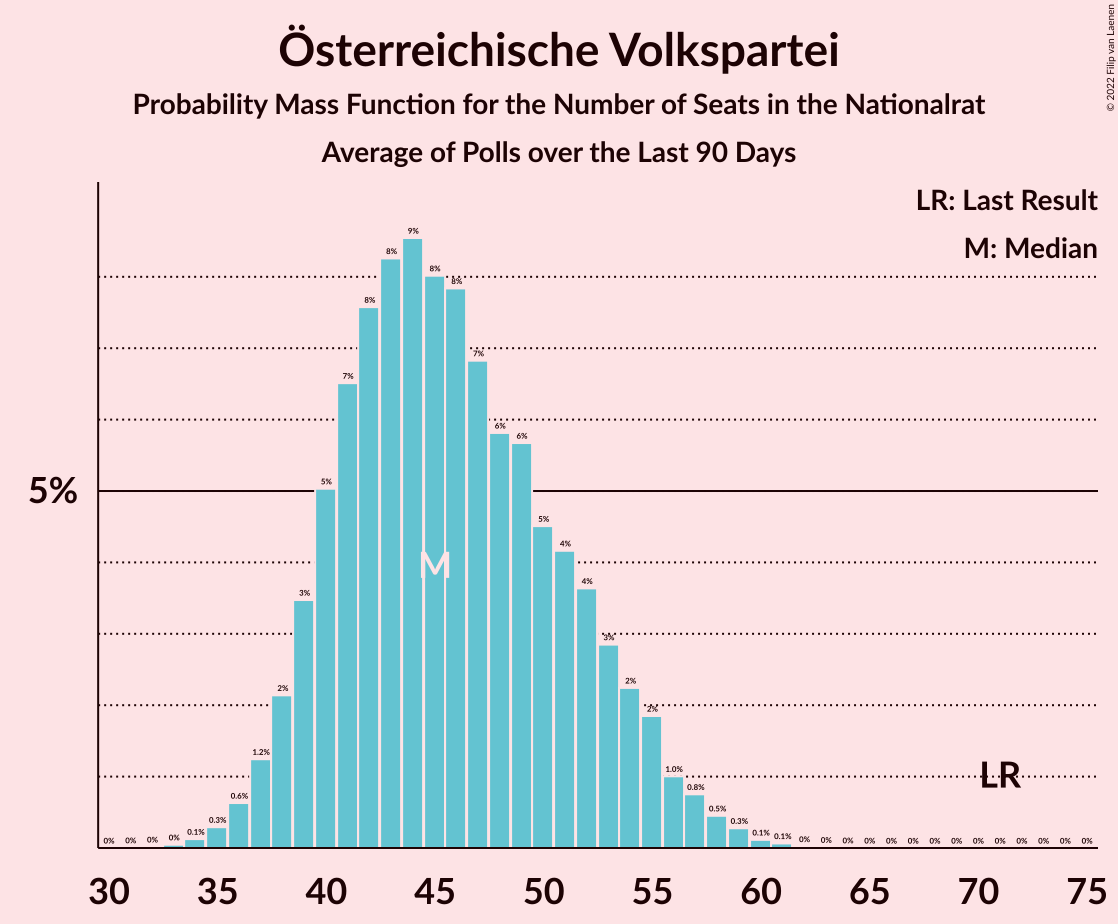 Österreichische Volkspartei
Probability Mass Function for the Number of Seats in the Nationalrat
Average of Polls over the Last 90 Days
© 2022 Filip van Laenen
LR: Last Result
M: Median
5%
0% 0% 0% 0% 0.1% 0.3% 0.6% 1.2% 2% 3% 5% 7% 8% 8% 9% 8% 8% 7% 6% 6% 5% 4% 4% 3% 2% 2% 1.0% 0.8% 0.5% 0.3% 0.1% 0.1% 0% 0% 0% 0% 0% 0% 0% 0% 0% 0% 0% 0% 0% 0%
M
LR
30 35 40 45 50 55 60 65 70 75